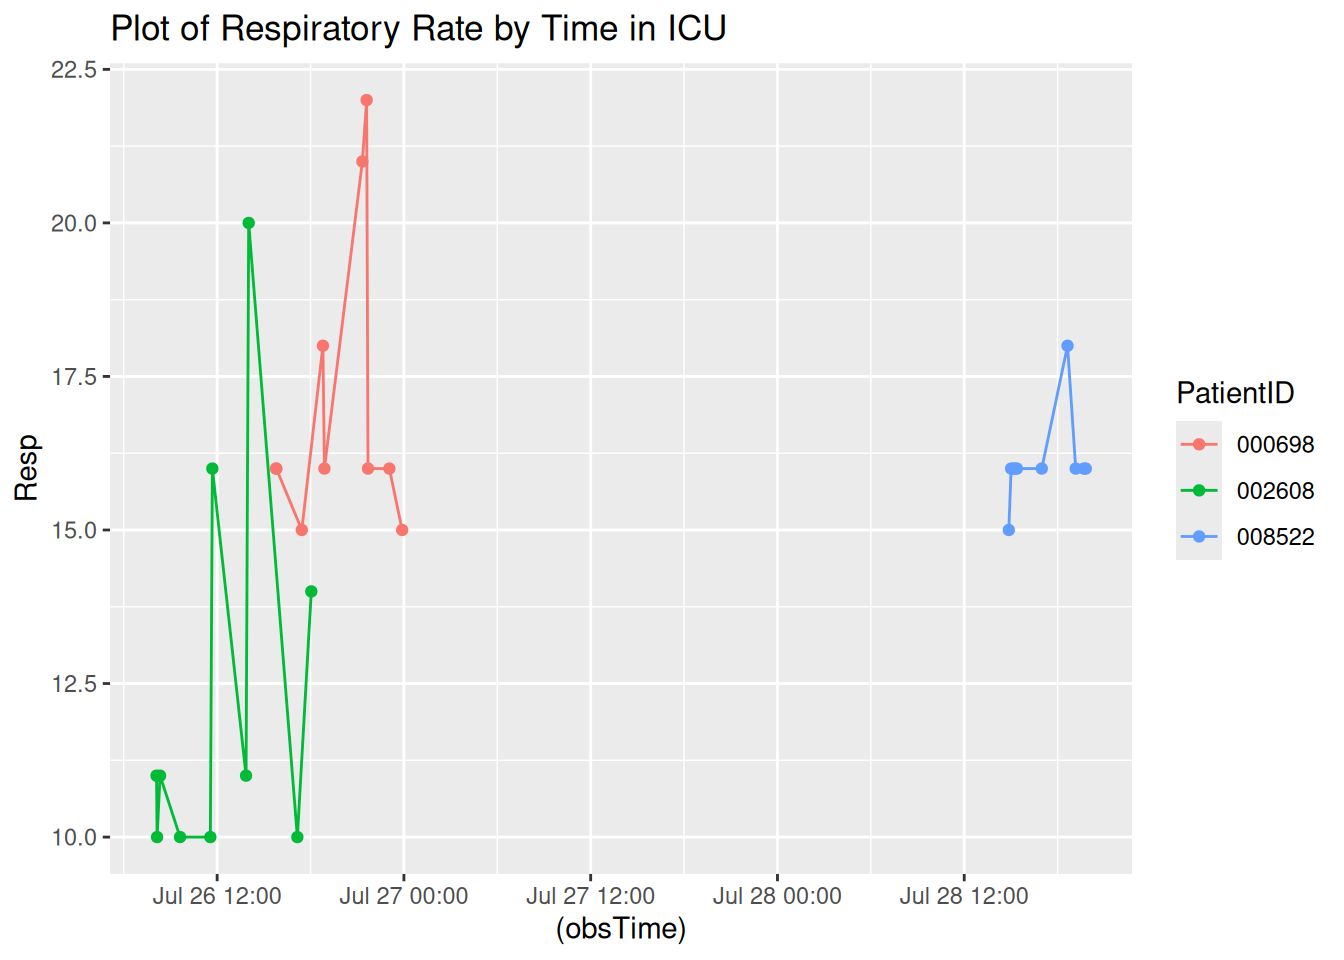 Plot of Respiratory Rate by Time in ICU
22.5
20.0
17.5
15.0
12.5
10.0
Resp
Jul 26 12:00
Jul 27 00:00
Jul 27 12:00
Jul 28 00:00
Jul 28 12:00
(obsTime)
PatientID
000698
002608
008522